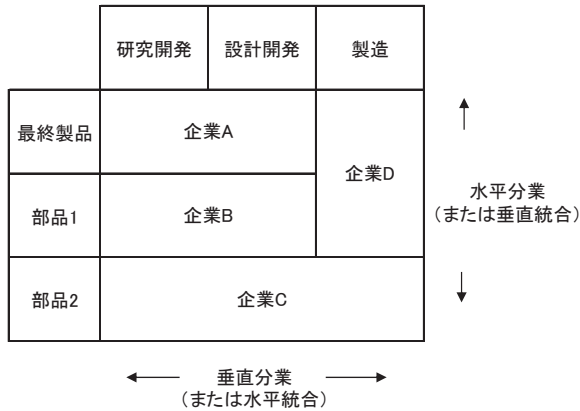 研究開発
設計開発
製造
最終製品
企業A
企業D
水平分業
(または垂直統合)
部品1
企業B
部品2
企業C
垂直分業
(または水平統合)